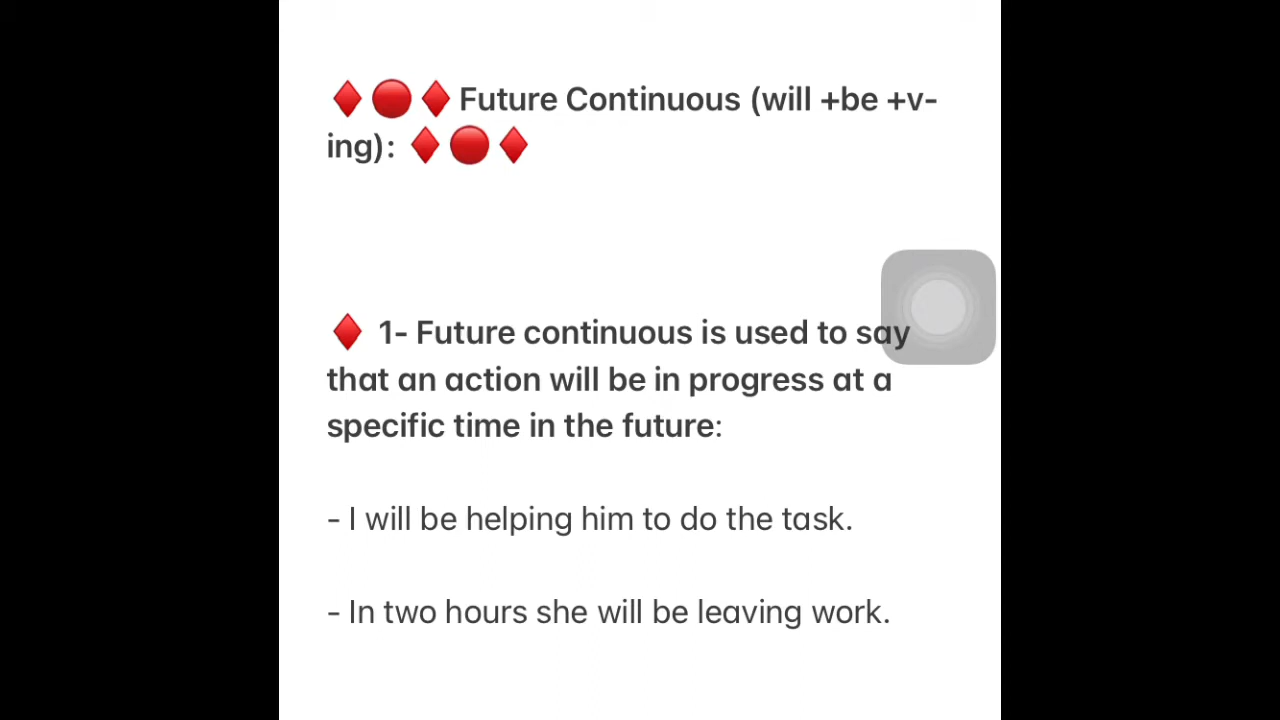 ♦️🔴♦️Future Continuous (will +be +v-
ing): ♦️🔴♦️
♦️ 1- Future continuous is used to say
that an action will be in progress at a
specific time in the future:
- I will be helping him to do the task.
- In two hours she will be leaving work.